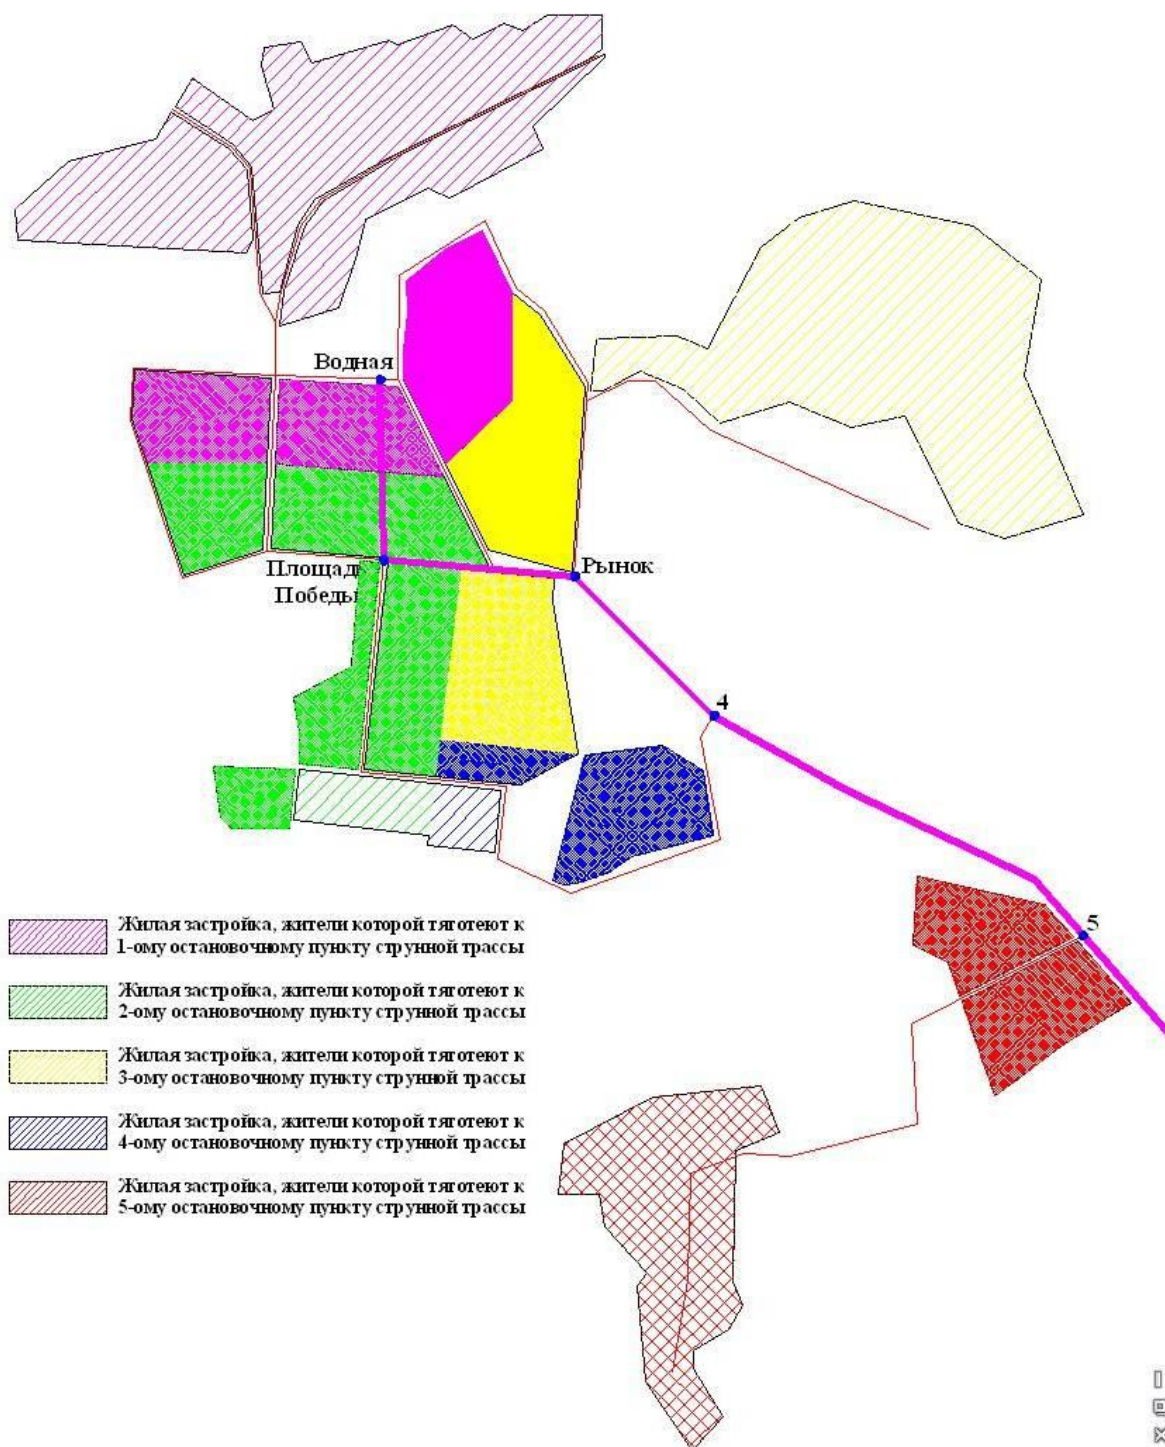 Водная
Площадь
Победы
Рынок
4
5
Жилая застройка, жители которой тяготеют к
1-ому остановочному пункту струнной трассы
Жилая застройка, жители которой тяготеют к
2-ому остановочному пункту струнной трассы
Жилая застройка, жители которой тяготеют к
3-ому остановочному пункту струнной трассы
Жилая застройка, жители которой тяготеют к
4-ому остановочному пункту струнной трассы
Жилая застройка, жители которой тяготеют к
5-ому остановочному пункту струнной трассы